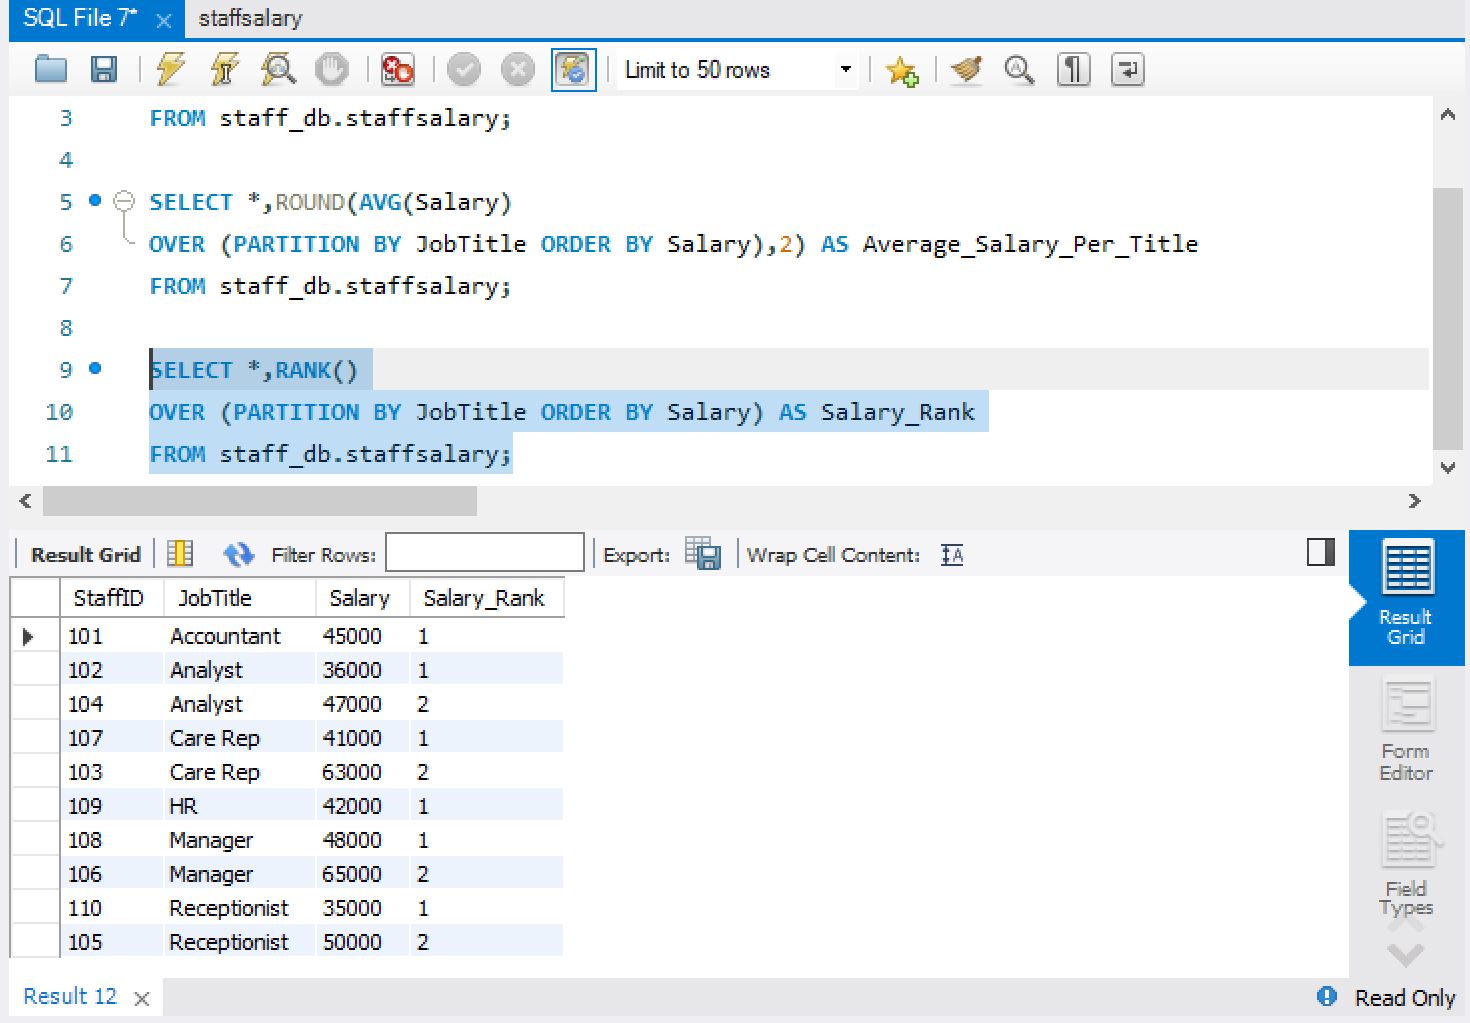 SQL File 7* staffsalary
Limit to 50 rows
3 FROM staff_db.staffsalary;
4
5 SELECT *,ROUND(AVG(Salary)
6 OVER (PARTITION BY JobTitle ORDER BY Salary),2) AS Average_Salary_Per_Title
7 FROM staff_db.staffsalary;
8
9 SELECT *,RANK()
10 OVER (PARTITION BY JobTitle ORDER BY Salary) AS Salary_Rank
11 FROM staff_db.staffsalary;
Result Grid Filter Rows: Export: Wrap Cell Content: A
StaffID JobTitle Salary Salary_Rank
101 Accountant 45000 1
102 Analyst 36000 1
104 Analyst 47000 2
107 Care Rep 41000 1
103 Care Rep 63000 2
109 HR 42000 1
108 Manager 48000 1
106 Manager 65000 2
110 Receptionist 35000 1
105 Receptionist 50000 2
Result
Grid
Form
Editor
Field
Types
Result 12 Read Only